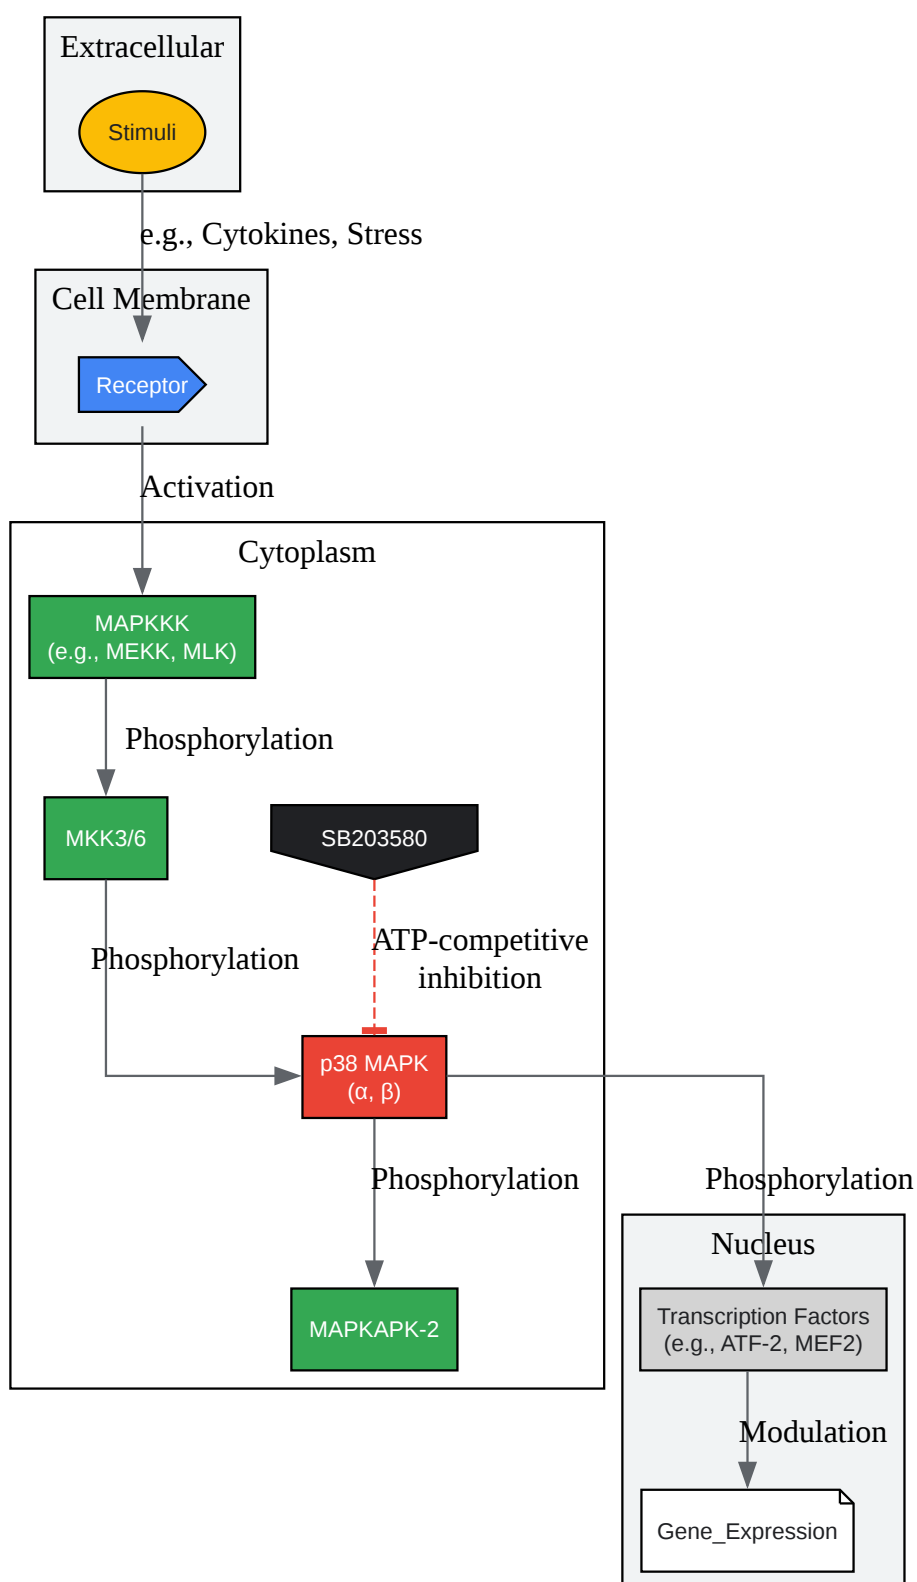 Extracellular
Stimuli
e.g., Cytokines, Stress
Cell Membrane
Receptor
Activation
Cytoplasm
MAPKKK
(e.g., MEKK, MLK)
Phosphorylation
MKK3/6
SB203580
Phosphorylation
ATP-competitive
inhibition
p38 MAPK
(α, β)
Phosphorylation
Phosphorylation
Nucleus
MAPKAPK-2
Transcription Factors
(e.g., ATF-2, MEF2)
Modulation
Gene_Expression